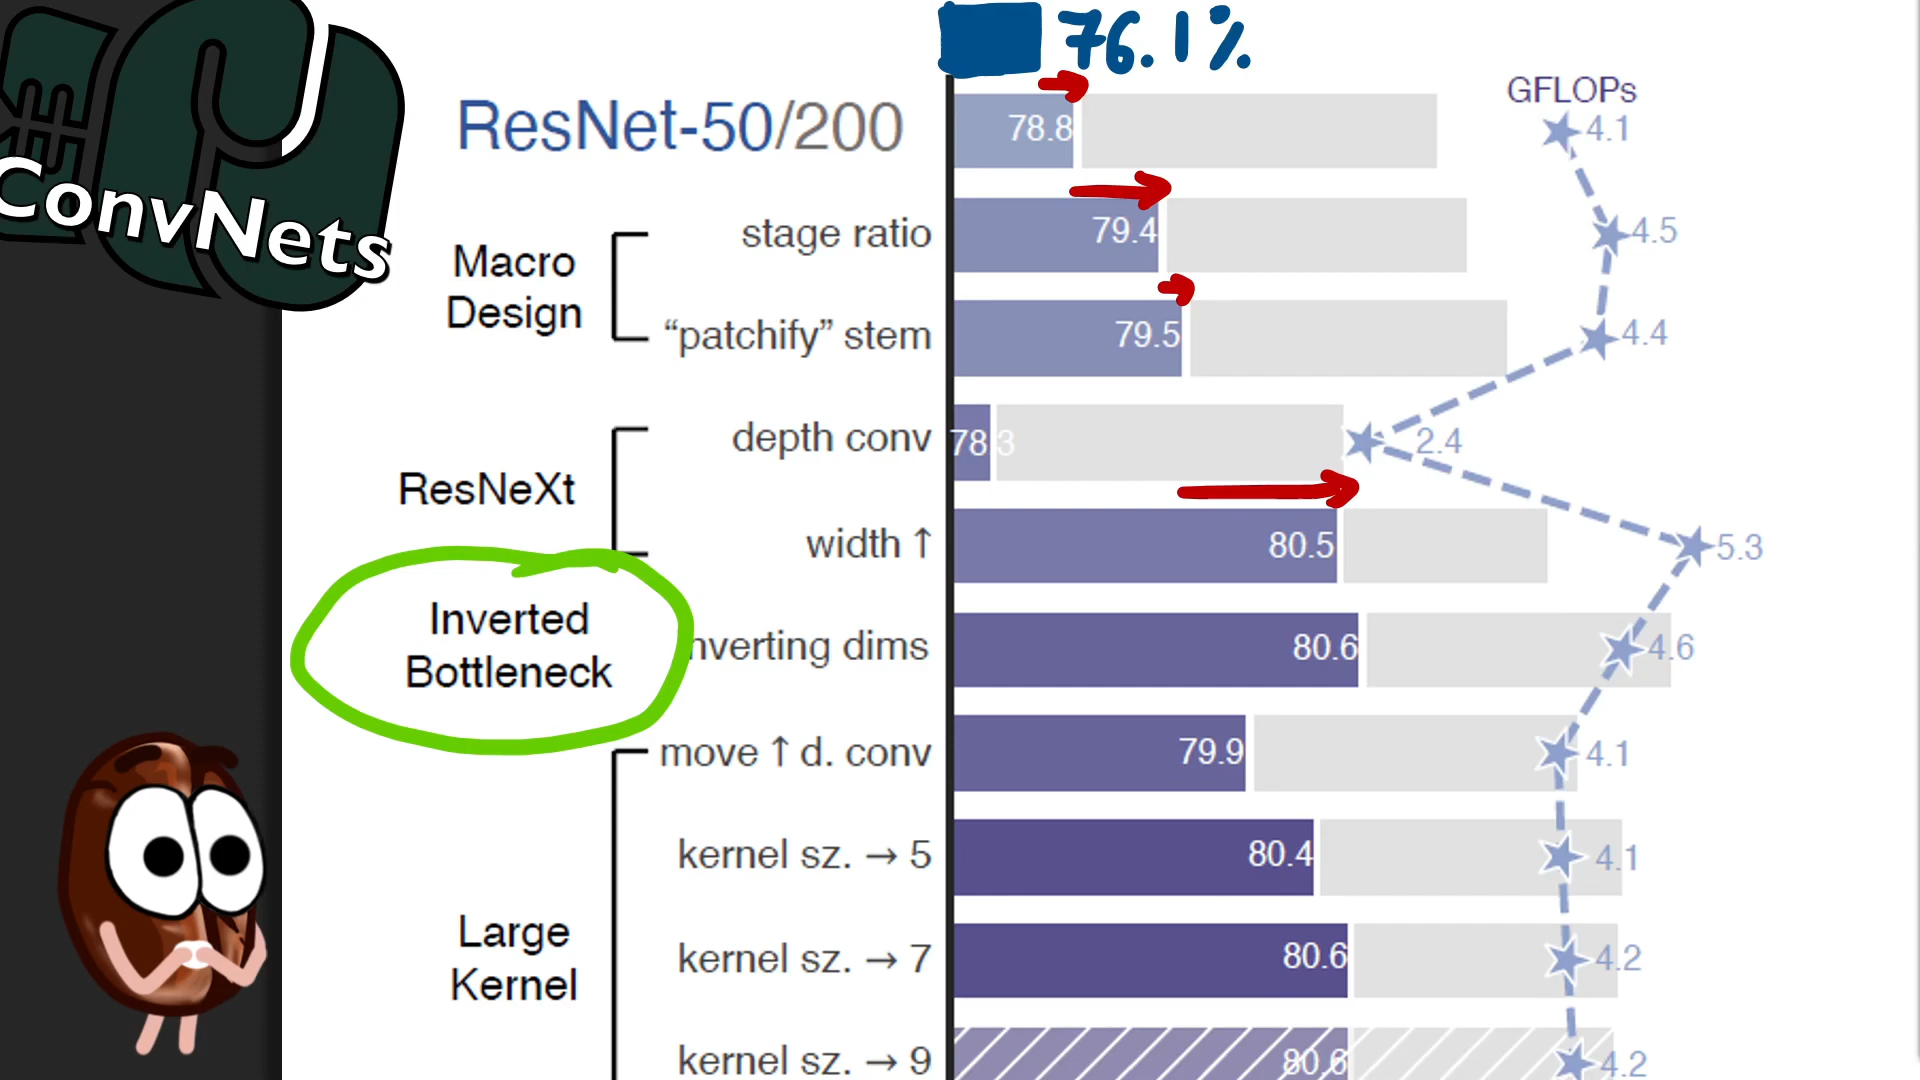 76.1%
ConvNets
GFLOPs
ResNet-50/200
78.8
4.1
Macro
Design
stage ratio
79.4
4.5
“patchify” stem
79.5
4.4
ResNeXt
depth conv
78.3
2.4
width ↑
80.5
5.3
Inverted
Bottleneck
nverting dims
80.6
4.6
move ↑ d. conv
79.9
4.1
Large
Kernel
kernel sz. → 5
80.4
4.1
kernel sz. → 7
80.6
4.2
kernel sz. → 9
80.6
4.2